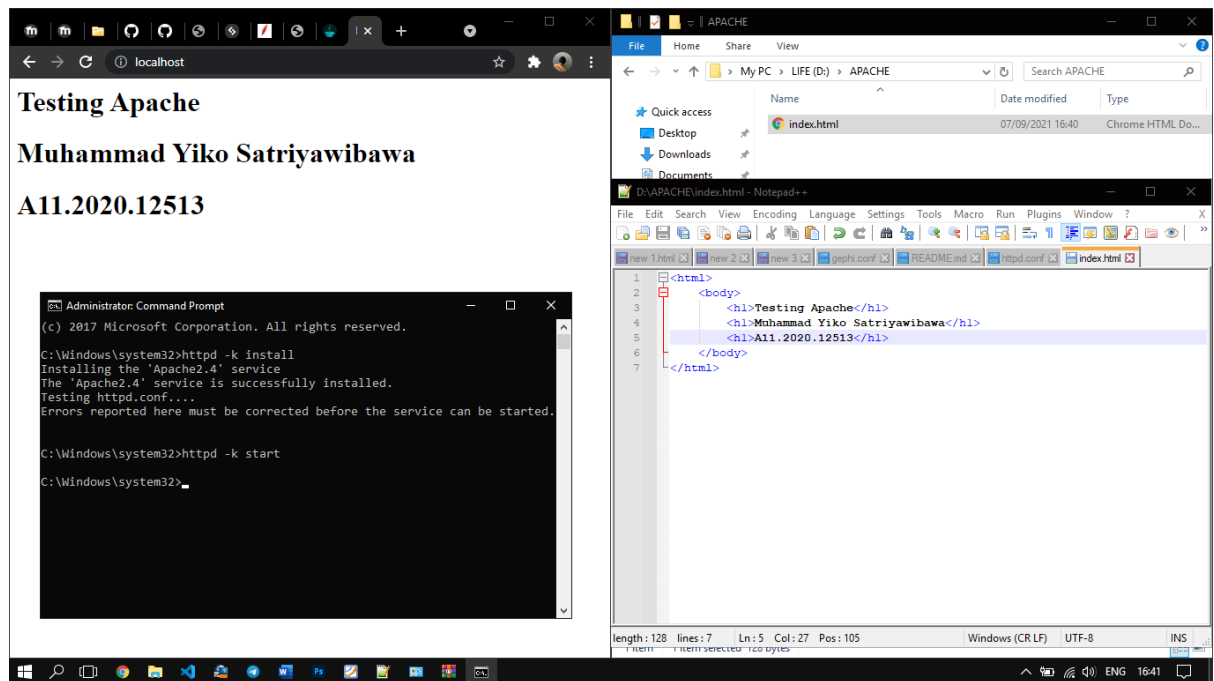 localhost
Testing Apache
Muhammad Yiko Satriyawibawa
A11.2020.12513
Administrator: Command Prompt
(c) 2017 Microsoft Corporation. All rights reserved.
C:\Windows\system32>httpd -k install
Installing the 'Apache2.4' service
The 'Apache2.4' service is successfully installed.
Testing httpd.conf....
Errors reported here must be corrected before the service can be started.
C:\Windows\system32>httpd -k start
C:\Windows\system32>
APACHE
File Home Share View
My PC > LIFE (D:) > APACHE
Search APACHE
Name Date modified Type
Quick access
index.html 07/09/2021 16:40 Chrome HTML Do...
Desktop
Downloads
Documents
D:\APACHE\index.html - Notepad++
File Edit Search View Encoding Language Settings Tools Macro Run Plugins Window ? X
new 1.html new 2 new 3 gephi.conf README.md httpd.conf index.html
1 <html>
2 <body>
3 <h1>Testing Apache</h1>
4 <h1>Muhammad Yiko Satriyawibawa</h1>
5 <h1>A11.2020.12513</h1>
6 </body>
7 </html>
length : 128 lines : 7 Ln : 5 Col : 27 Pos : 105 Windows (CR LF) UTF-8 INS
1 item 1 item selected 128 bytes
ENG 16:41